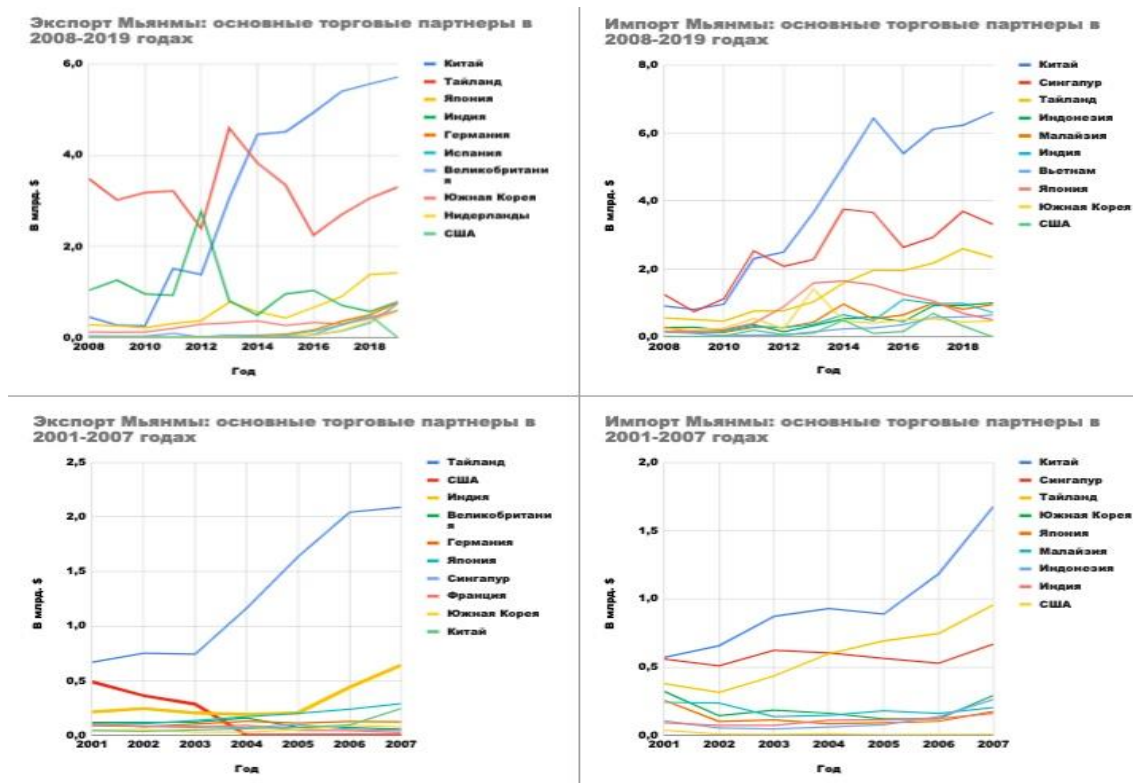 Экспорт Мьянмы: основные торговые партнеры в
2008-2019 годах
6,0
4,0
2,0
0,0
В млрд. $
2008
2010
2012
2014
2016
2018
Год
Китай
Тайланд
Япония
Индия
Германия
Испания
Великобритани
я
Южная Корея
Нидерланды
США
Импорт Мьянмы: основные торговые партнеры в
2008-2019 годах
8,0
6,0
4,0
2,0
0,0
В млрд. $
2008
2010
2012
2014
2016
2018
Год
Китай
Сингапур
Тайланд
Индонезия
Малайзия
Индия
Вьетнам
Япония
Южная Корея
США
Экспорт Мьянмы: основные торговые партнеры в
2001-2007 годах
2,5
2,0
1,5
1,0
0,5
0,0
В млрд. $
2001
2002
2003
2004
2005
2006
2007
Год
Тайланд
США
Индия
Великобритани
я
Германия
Япония
Сингапур
Франция
Южная Корея
Китай
Импорт Мьянмы: основные торговые партнеры в
2001-2007 годах
2,0
1,5
1,0
0,5
0,0
В млрд. $
2001
2002
2003
2004
2005
2006
2007
Год
Китай
Сингапур
Тайланд
Южная Корея
Япония
Малайзия
Индонезия
Индия
США